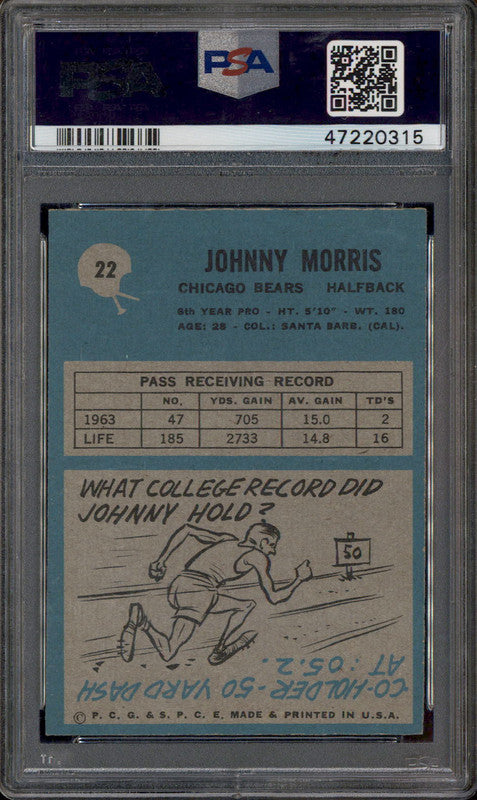 PSA
PSA
47220315
22
JOHNNY MORRIS
CHICAGO BEARS HALFBACK
6th YEAR PRO - HT. 5'10" - WT. 180
AGE: 28 - COL.: SANTA BARB. (CAL).
PASS RECEIVING RECORD
NO. YDS. GAIN AV. GAIN TD'S
1963 47 705 15.0 2
LIFE 185 2733 14.8 16
WHAT COLLEGE RECORD DID
JOHNNY HOLD?
50
CO-HOLDER - 50 YARD DASH
AT :05.2.
© P. C. G. & S. P. C. E. MADE & PRINTED IN U.S.A.